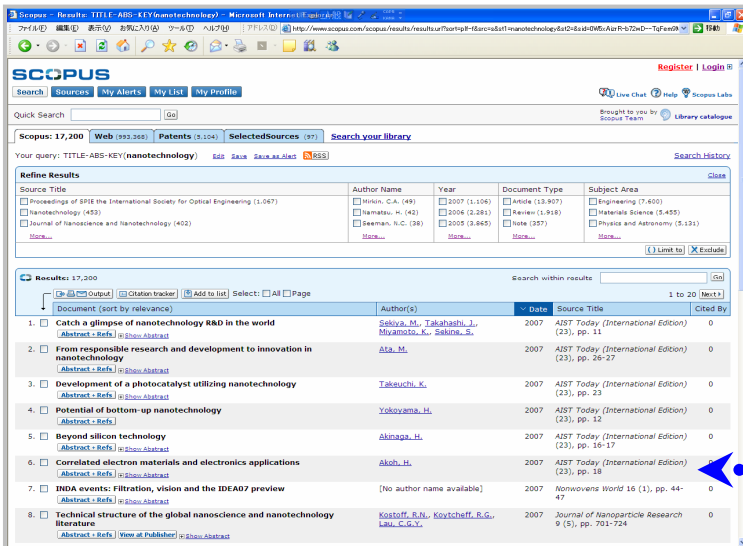 Scopus - Results: TITLE-ABS-KEY(nanotechnology) - Microsoft Internet Explorer
ファイル(F) 編集(E) 表示(V) お気に入り(A) ツール(T) ヘルプ(H) アドレス(D) 移動
SCOPUS
Register | Login
Search Sources My Alerts My List My Profile
Live Chat Help Scopus Labs
Quick Search Go
Brought to you by
Scopus Team
Library catalogue
Scopus: 17,200 Web (993,368) Patents (5,104) SelectedSources (97) Search your library
Your query: TITLE-ABS-KEY(nanotechnology) Edit Save Save as Alert RSS Search History
Refine Results Close
Source Title Author Name Year Document Type Subject Area
Proceedings of SPIE the International Society for Optical Engineering (1.067) Mirkin, C.A. (49) 2007 (1.106) Article (13.907) Engineering (7.600)
Nanotechnology (453) Namatsu, H. (42) 2006 (2.281) Review (1.918) Materials Science (5.455)
Journal of Nanoscience and Nanotechnology (402) Seeman, N.C. (38) 2005 (3.865) Note (357) Physics and Astronomy (5.131)
More... More... More... More... More...
Limit to Exclude
Results: 17,200 Search within results Go
Output Citation tracker Add to list Select: All Page 1 to 20 Next
Document (sort by relevance) Author(s) Date Source Title Cited By
1. Catch a glimpse of nanotechnology R&D in the world Sekiya, M., Takahashi, J., 2007 AIST Today (International Edition) 0
Abstract + Refs Show Abstract Miyamoto, K., Sekine, S. (23), pp. 11
2. From responsible research and development to innovation in Ata, M. 2007 AIST Today (International Edition) 0
nanotechnology (23), pp. 26-27
Abstract + Refs Show Abstract
3. Development of a photocatalyst utilizing nanotechnology Takeuchi, K. 2007 AIST Today (International Edition) 0
Abstract + Refs Show Abstract (23), pp. 23
4. Potential of bottom-up nanotechnology Yokoyama, H. 2007 AIST Today (International Edition) 0
Abstract + Refs (23), pp. 12
5. Beyond silicon technology Akinaga, H. 2007 AIST Today (International Edition) 0
Abstract + Refs Show Abstract (23), pp. 16-17
6. Correlated electron materials and electronics applications Akoh, H. 2007 AIST Today (International Edition) 0
Abstract + Refs Show Abstract (23), pp. 18
7. INDA events: Filtration, vision and the IDEA07 preview [No author name available] 2007 Nonwovens World 16 (1), pp. 44- 0
Abstract + Refs Show Abstract 47
8. Technical structure of the global nanoscience and nanotechnology Kostoff, R.N., Koytcheff, R.G., 2007 Journal of Nanoparticle Research 0
literature Lau, C.G.Y. 9 (5), pp. 701-724
Abstract + Refs View at Publisher Show Abstract